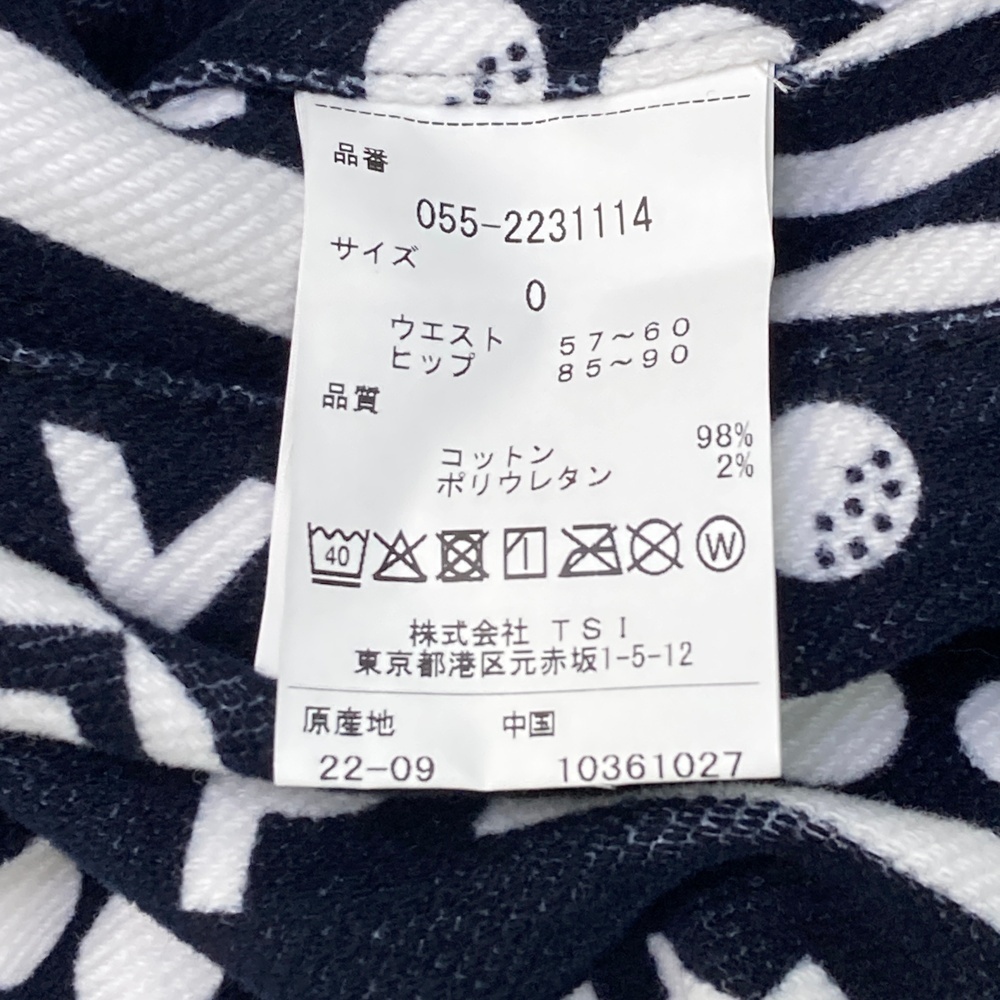 品番
055-2231114
サイズ
0
ウエスト 57~60
ヒップ 85~90
品質
コットン 98%
ポリウレタン 2%
40 W
株式会社 TSI
東京都港区元赤坂1-5-12
原産地 中国
22-09 10361027